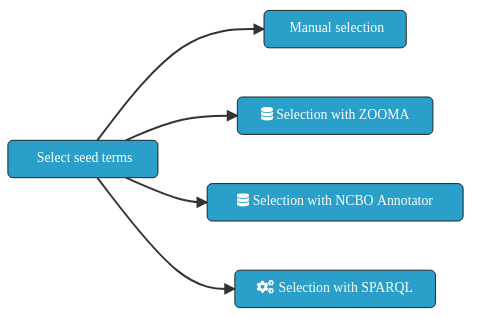 Manual selection
Selection with ZOOMA
Select seed terms
Selection with NCBO Annotator
Selection with SPARQL